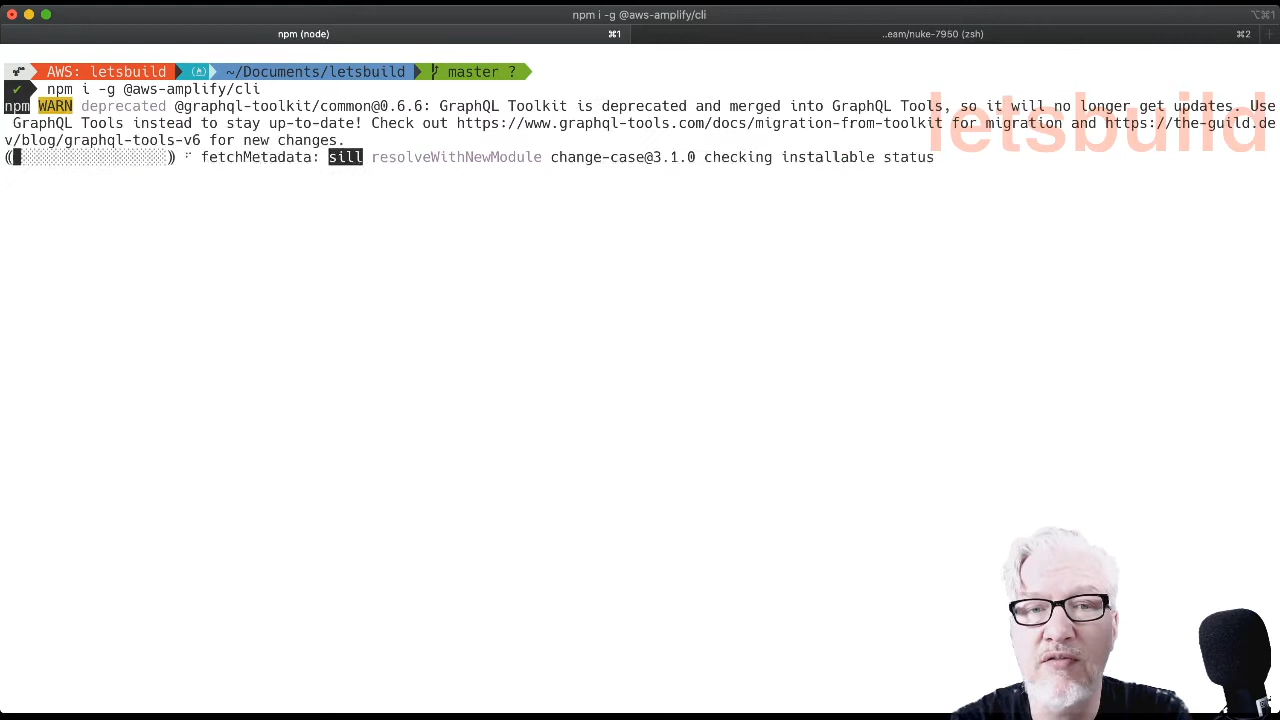 npm i -g @aws-amplify/cli
⌥⌘1
npm (node) ⌘1 ..eam/nuke-7950 (zsh) ⌘2
AWS: letsbuild ~/Documents/letsbuild master ?
✔ npm i -g @aws-amplify/cli
npm WARN deprecated @graphql-toolkit/common@0.6.6: GraphQL Toolkit is deprecated and merged into GraphQL Tools, so it will no longer get updates. Use
GraphQL Tools instead to stay up-to-date! Check out https://www.graphql-tools.com/docs/migration-from-toolkit for migration and https://the-guild.de
v/blog/graphql-tools-v6 for new changes.
(█░░░░░░░░░░░░░░░░░) ⠋ fetchMetadata: sill resolveWithNewModule change-case@3.1.0 checking installable status
letsbuild